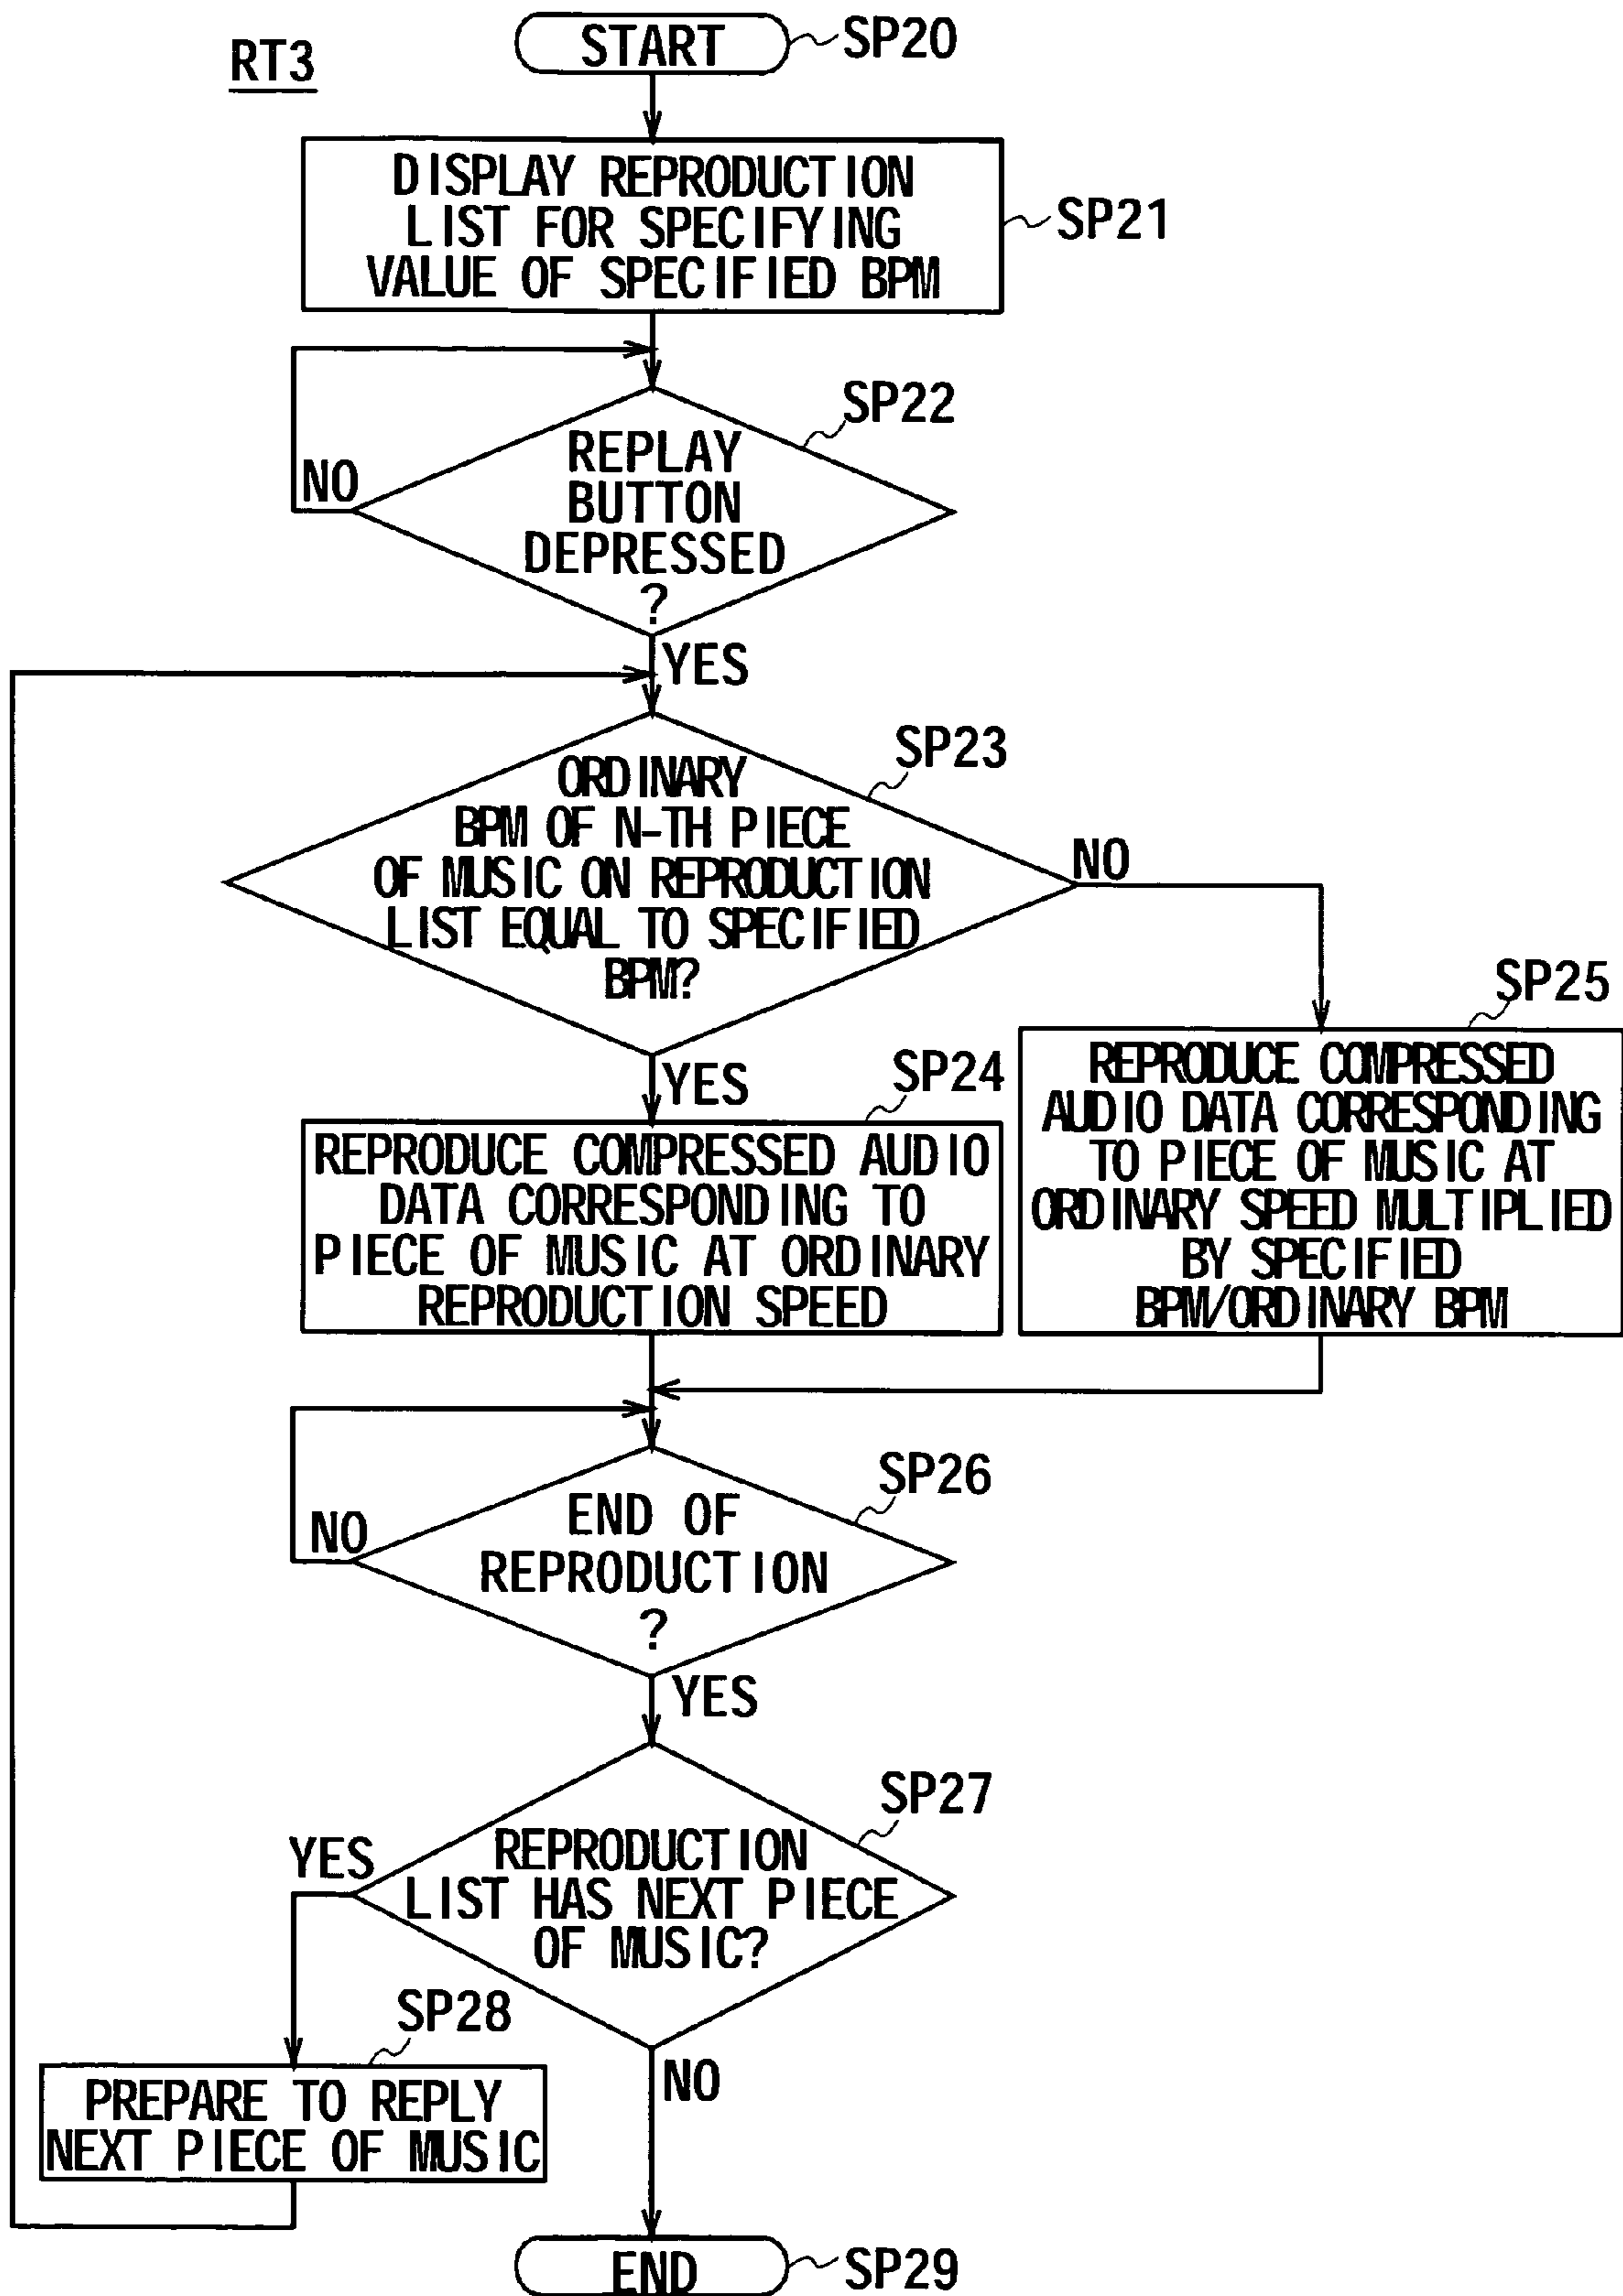 RT3
START
SP20
DISPLAY REPRODUCTION
LIST FOR SPECIFYING
VALUE OF SPECIFIED BPM
SP21
SP22
REPLAY
BUTTON
DEPRESSED
?
NO
YES
SP23
ORDINARY
BPM OF N-TH PIECE
OF MUSIC ON REPRODUCTION
LIST EQUAL TO SPECIFIED
BPM?
NO
YES
SP24
REPRODUCE COMPRESSED AUDIO
DATA CORRESPONDING TO
PIECE OF MUSIC AT ORDINARY
REPRODUCTION SPEED
SP25
REPRODUCE COMPRESSED
AUDIO DATA CORRESPONDING
TO PIECE OF MUSIC AT
ORDINARY SPEED MULTIPLIED
BY SPECIFIED
BPM/ORDINARY BPM
SP26
END OF
REPRODUCTION
?
NO
YES
SP27
REPRODUCTION
LIST HAS NEXT PIECE
OF MUSIC?
YES
NO
SP28
PREPARE TO REPLY
NEXT PIECE OF MUSIC
END
SP29